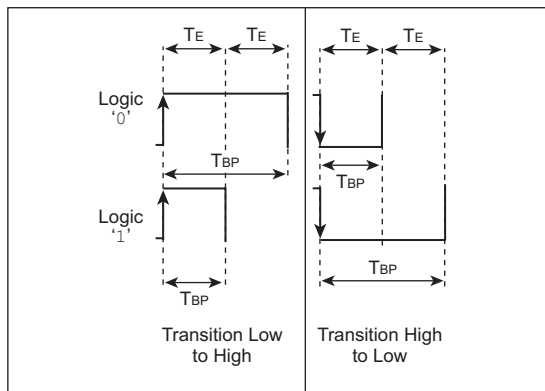 TE TE
Logic
‘0’
TBP
Logic
‘1’
TBP
Transition Low
to High
TE TE
TBP
TBP
Transition High
to Low